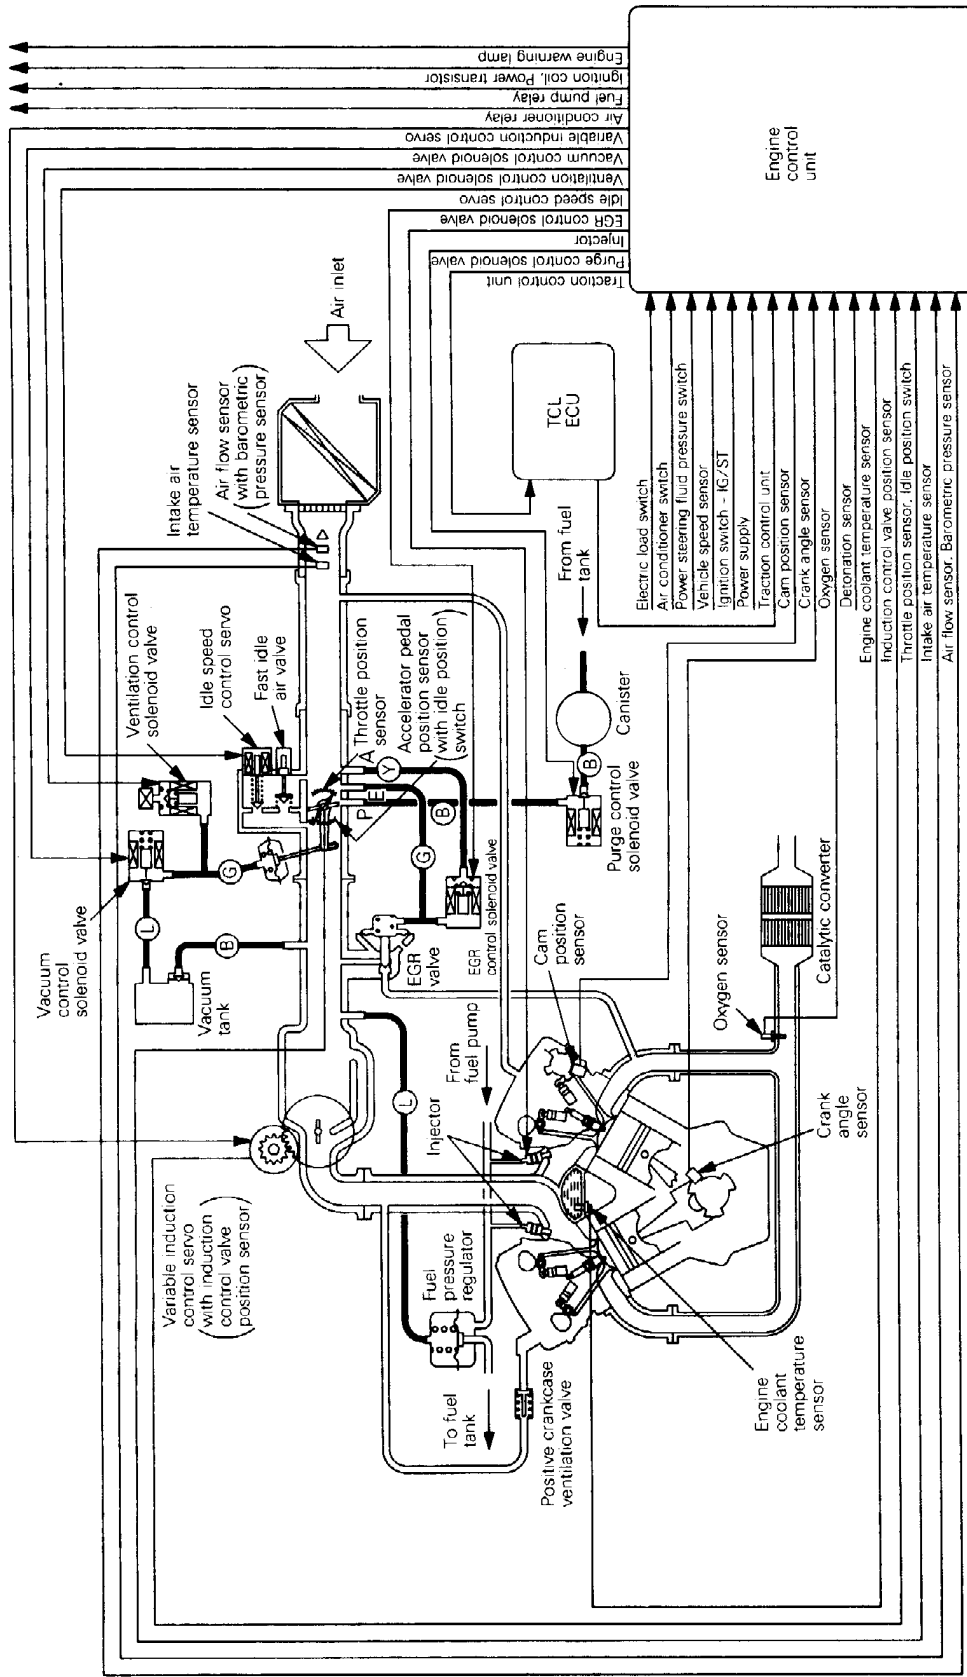 Engine warning lamp
Ignition coil, Power transistor
Fuel pump relay
Air conditioner relay
Variable induction control servo
Vacuum control solenoid valve
Ventilation control solenoid valve
Idle speed control servo
EGR control solenoid valve
Injector
Purge control solenoid valve
Traction control unit
Engine
control
unit
Air inlet
TCL
ECU
Air flow sensor
(with barometric)
pressure sensor
Intake air
temperature sensor
From fuel
tank
Electric load switch
Air conditioner switch
Power steering fluid pressure switch
Vehicle speed sensor
Ignition switch - IG/ST
Power supply
Traction control unit
Cam position sensor
Crank angle sensor
Oxygen sensor
Detonation sensor
Engine coolant temperature sensor
Induction control valve position sensor
Throttle position sensor, Idle position switch
Intake air temperature sensor
Air flow sensor, Barometric pressure sensor
Ventilation control
solenoid valve
Idle speed
control servo
Fast idle
air valve
Throttle position
sensor
Accelerator pedal
position sensor
(with idle position)
switch
Canister
Purge control
solenoid valve
A
P
E
Y
B
B
G
G
L
B
L
Vacuum
control
solenoid valve
Vacuum
tank
EGR
valve
EGR
control solenoid valve
Cam
position
sensor
Oxygen sensor
Catalytic converter
From
fuel pump
Injector
Crank
angle
sensor
Variable induction
control servo
(with induction
control valve
position sensor)
Fuel
pressure
regulator
To fuel
tank
Positive crankcase
ventilation valve
Engine
coolant
temperature
sensor